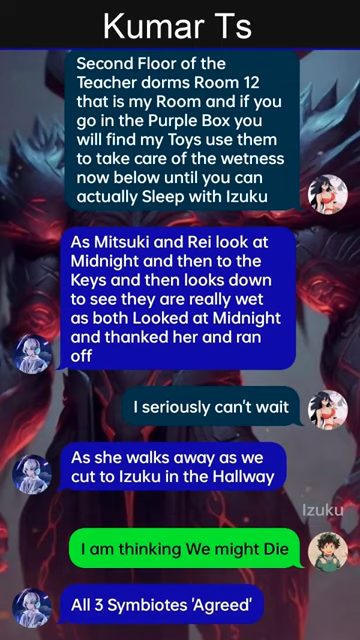 Kumar Ts
Second Floor of the
Teacher dorms Room 12
that is my Room and if you
go in the Purple Box you
will find my Toys use them
to take care of the wetness
now below until you can
actually Sleep with Izuku
As Mitsuki and Rei look at
Midnight and then to the
Keys and then looks down
to see they are really wet
as both Looked at Midnight
and thanked her and ran
off
I seriously can't wait
As she walks away as we
cut to Izuku in the Hallway
Izuku
I am thinking We might Die
All 3 Symbiotes 'Agreed'